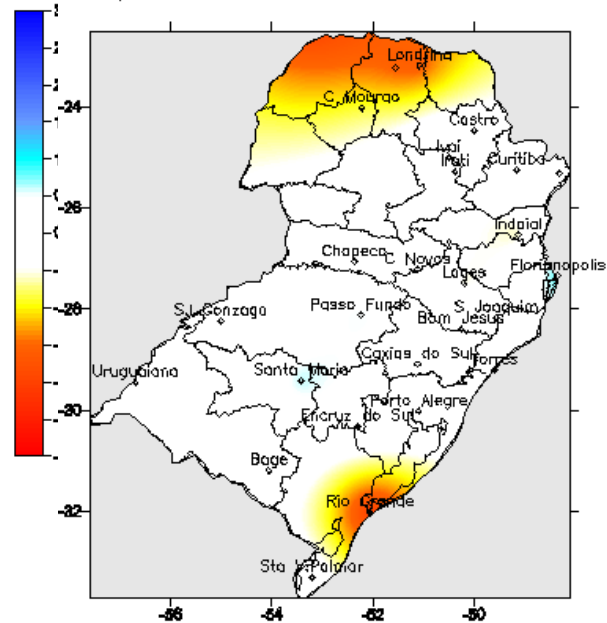 Londrina
-24
C Mourao
Castro
Ivai
Irati
Curitiba
-26
Indaial
Chapeco
C Novos
Lages
Florianopolis
-28
S.L.Gonzaga
Passo Fundo
S Joaquim
Bom Jesus
Caxias do Sul
Torres
Uruguaiana
Santa Maria
-30
Porto Alegre
Encruz do Sul
Bage
-32
Rio Grande
Sta V.Palmar
-56
-54
-52
-50